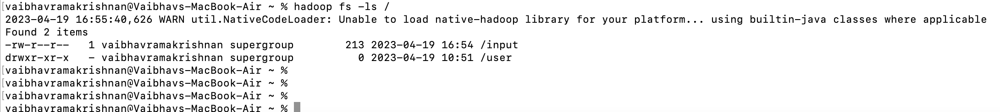 [vaibhavramakrishnan@Vaibhavs-MacBook-Air ~ % hadoop fs -ls /
2023-04-19 16:55:40,626 WARN util.NativeCodeLoader: Unable to load native-hadoop library for your platform... using builtin-java classes where applicable
Found 2 items
-rw-r--r--   1 vaibhavramakrishnan supergroup        213 2023-04-19 16:54 /input
drwxr-xr-x   - vaibhavramakrishnan supergroup          0 2023-04-19 10:51 /user
[vaibhavramakrishnan@Vaibhavs-MacBook-Air ~ %
[vaibhavramakrishnan@Vaibhavs-MacBook-Air ~ %
[vaibhavramakrishnan@Vaibhavs-MacBook-Air ~ %
vaibhavramakrishnan@Vaibhavs-MacBook-Air ~ %